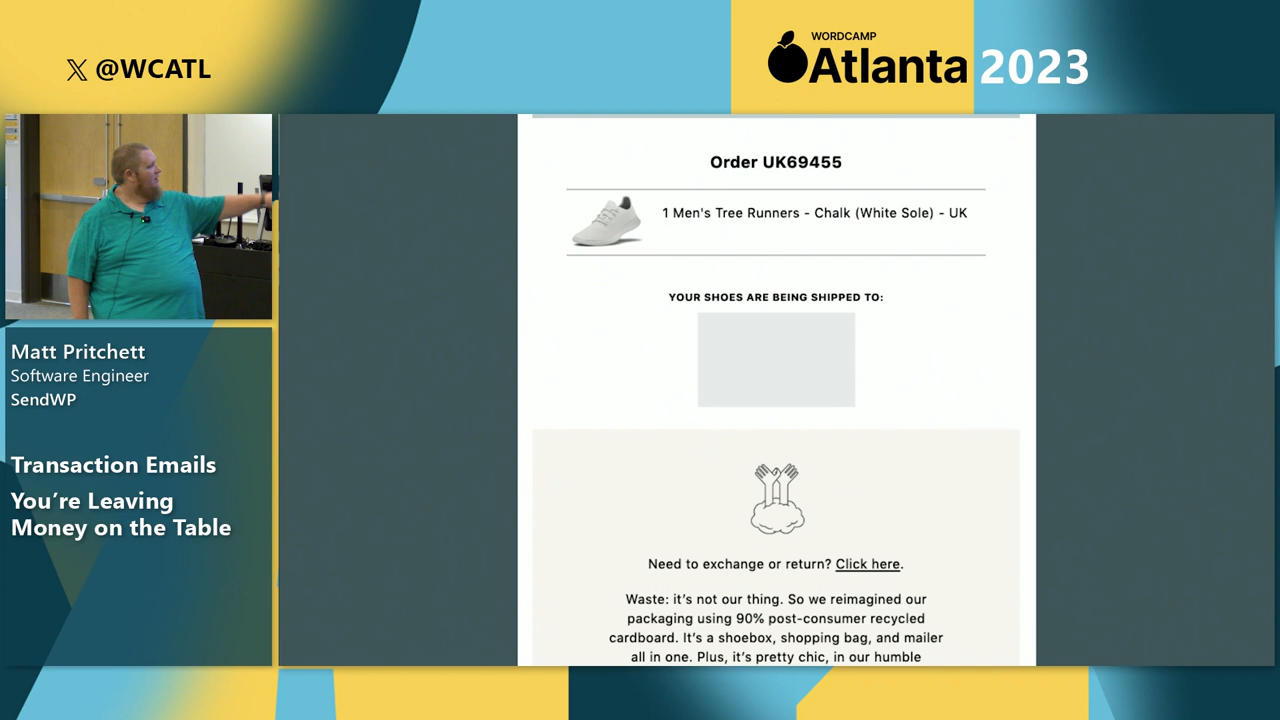 𝕏 @WCATL
WORDCAMP
Atlanta 2023
Matt Pritchett
Software Engineer
SendWP
Transaction Emails
You’re Leaving
Money on the Table
Order UK69455
1 Men's Tree Runners - Chalk (White Sole) - UK
YOUR SHOES ARE BEING SHIPPED TO:
Need to exchange or return? Click here.
Waste: it’s not our thing. So we reimagined our
packaging using 90% post-consumer recycled
cardboard. It’s a shoebox, shopping bag, and mailer
all in one. Plus, it’s pretty chic, in our humble